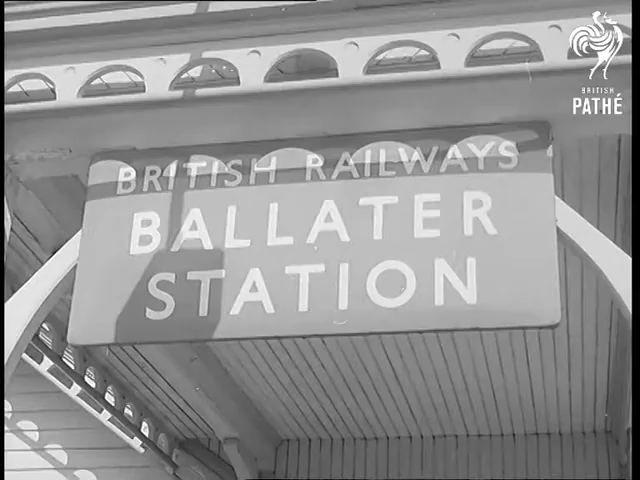 BRITISH
PATHÉ
BRITISH RAILWAYS
BALLATER
STATION